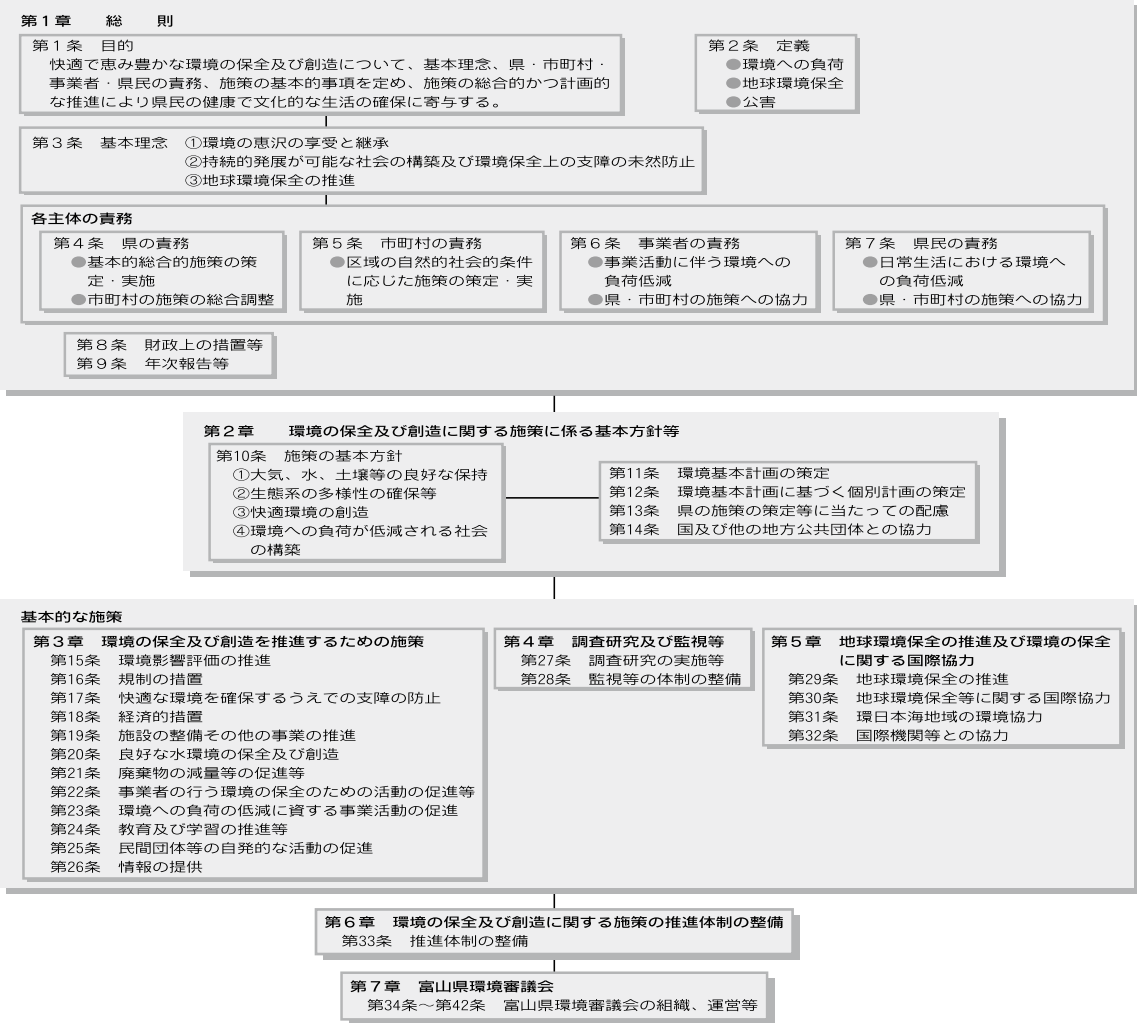 第１章　　総　　則
第１条　目的
快適で恵み豊かな環境の保全及び創造について、基本理念、県・市町村・
事業者・県民の責務、施策の基本的事項を定め、施策の総合的かつ計画的
な推進により県民の健康で文化的な生活の確保に寄与する。
第２条　定義
●環境への負荷
●地球環境保全
●公害
第３条　基本理念　①環境の恵沢の享受と継承
②持続的発展が可能な社会の構築及び環境保全上の支障の未然防止
③地球環境保全の推進
各主体の責務
第４条　県の責務
●基本的総合的施策の策
定・実施
●市町村の施策の総合調整
第５条　市町村の責務
●区域の自然的社会的条件
に応じた施策の策定・実
施
第６条　事業者の責務
●事業活動に伴う環境への
負荷低減
●県・市町村の施策への協力
第７条　県民の責務
●日常生活における環境へ
の負荷低減
●県・市町村の施策への協力
第８条　財政上の措置等
第９条　年次報告等
第２章　　環境の保全及び創造に関する施策に係る基本方針等
第10条　施策の基本方針
①大気、水、土壌等の良好な保持
②生態系の多様性の確保等
③快適環境の創造
④環境への負荷が低減される社会
の構築
第11条　環境基本計画の策定
第12条　環境基本計画に基づく個別計画の策定
第13条　県の施策の策定等に当たっての配慮
第14条　国及び他の地方公共団体との協力
基本的な施策
第３章　環境の保全及び創造を推進するための施策
第15条　環境影響評価の推進
第16条　規制の措置
第17条　快適な環境を確保するうえでの支障の防止
第18条　経済的措置
第19条　施設の整備その他の事業の推進
第20条　良好な水環境の保全及び創造
第21条　廃棄物の減量等の促進等
第22条　事業者の行う環境の保全のための活動の促進等
第23条　環境への負荷の低減に資する事業活動の促進
第24条　教育及び学習の推進等
第25条　民間団体等の自発的な活動の促進
第26条　情報の提供
第４章　調査研究及び監視等
第27条　調査研究の実施等
第28条　監視等の体制の整備
第５章　地球環境保全の推進及び環境の保全
に関する国際協力
第29条　地球環境保全の推進
第30条　地球環境保全等に関する国際協力
第31条　環日本海地域の環境協力
第32条　国際機関等との協力
第６章　環境の保全及び創造に関する施策の推進体制の整備
第33条　推進体制の整備
第７章　富山県環境審議会
第34条～第42条　富山県環境審議会の組織、運営等